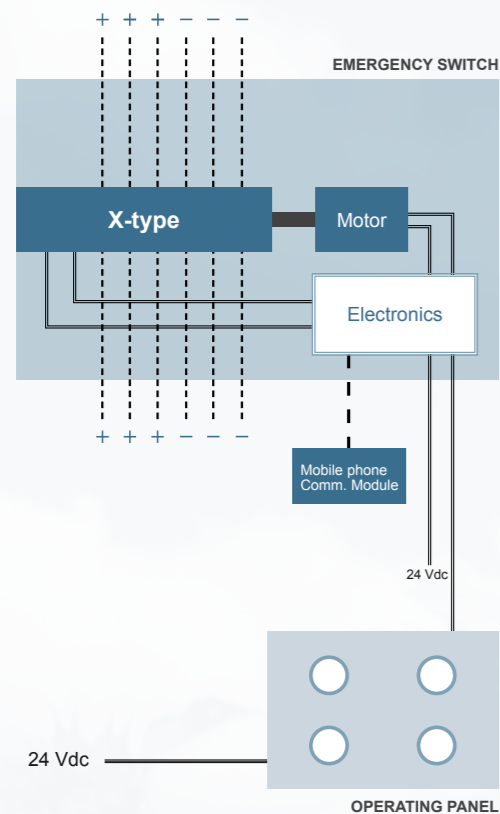 + + + − − −
EMERGENCY SWITCH
X-type
Motor
Electronics
+ + + − − −
Mobile phone
Comm. Module
24 Vdc
24 Vdc
OPERATING PANEL